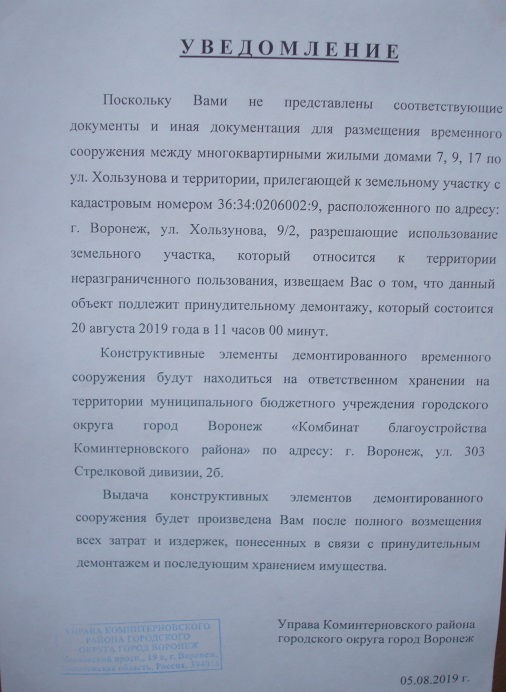 УВЕДОМЛЕНИЕ
Поскольку Вами не представлены соответствующие
документы и иная документация для размещения временного
сооружения между многоквартирными жилыми домами 7, 9, 17 по
ул. Хользунова и территории, прилегающей к земельному участку с
кадастровым номером 36:34:0206002:9, расположенного по адресу:
г. Воронеж, ул. Хользунова, 9/2, разрешающие использование
земельного участка, который относится к территории
неразграниченного пользования, извещаем Вас о том, что данный
объект подлежит принудительному демонтажу, который состоится
20 августа 2019 года в 11 часов 00 минут.
Конструктивные элементы демонтированного временного
сооружения будут находиться на ответственном хранении на
территории муниципального бюджетного учреждения городского
округа город Воронеж «Комбинат благоустройства
Коминтерновского района» по адресу: г. Воронеж, ул. 303
Стрелковой дивизии, 2б.
Выдача конструктивных элементов демонтированного
сооружения будет произведена Вам после полного возмещения
всех затрат и издержек, понесенных в связи с принудительным
демонтажем и последующим хранением имущества.
Управа Коминтерновского района
городского округа город Воронеж
УПРАВА КОМИНТЕРНОВСКОГО
РАЙОНА ГОРОДСКОГО
ОКРУГА ГОРОД ВОРОНЕЖ
просп., 19 г. Воронеж,
область, Россия,
05.08.2019 г.